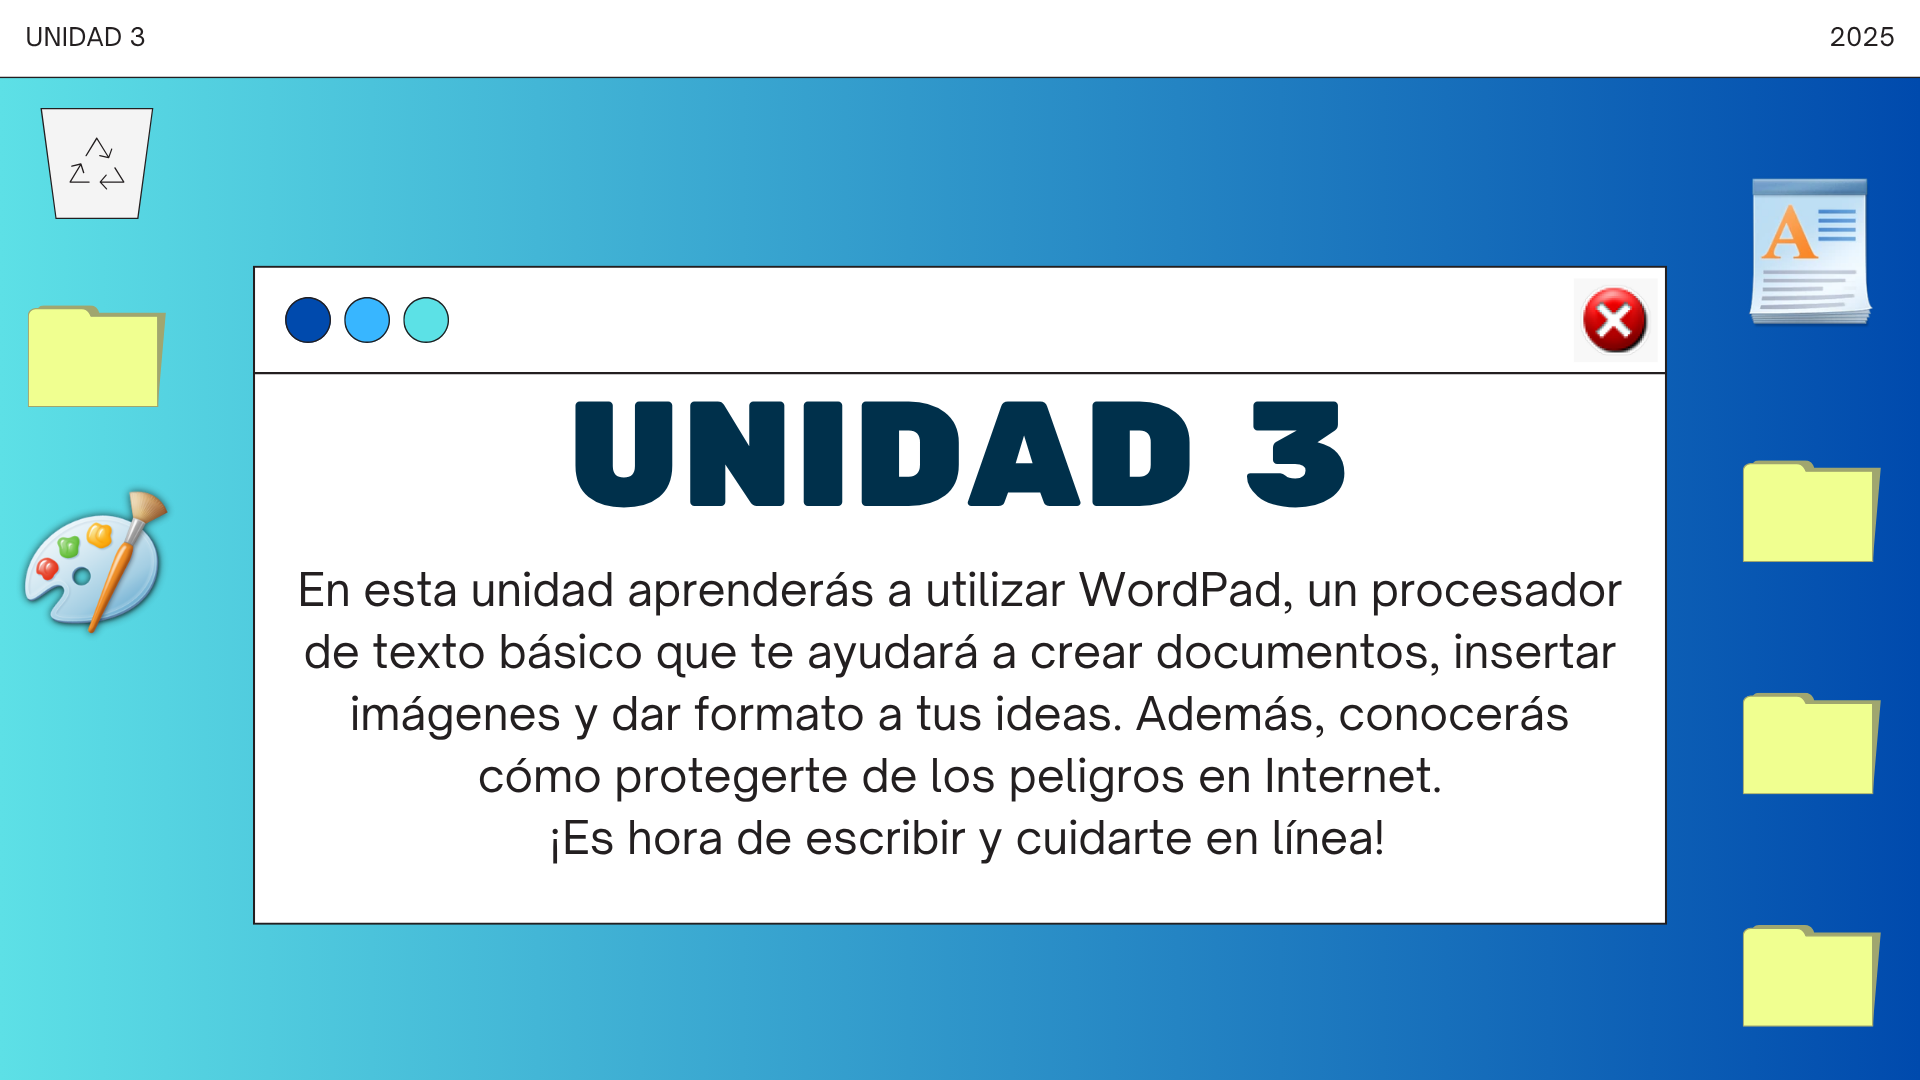 UNIDAD 3
2025
UNIDAD 3
En esta unidad aprenderás a utilizar WordPad, un procesador
de texto básico que te ayudará a crear documentos, insertar
imágenes y dar formato a tus ideas. Además, conocerás
cómo protegerte de los peligros en Internet.
¡Es hora de escribir y cuidarte en línea!
A